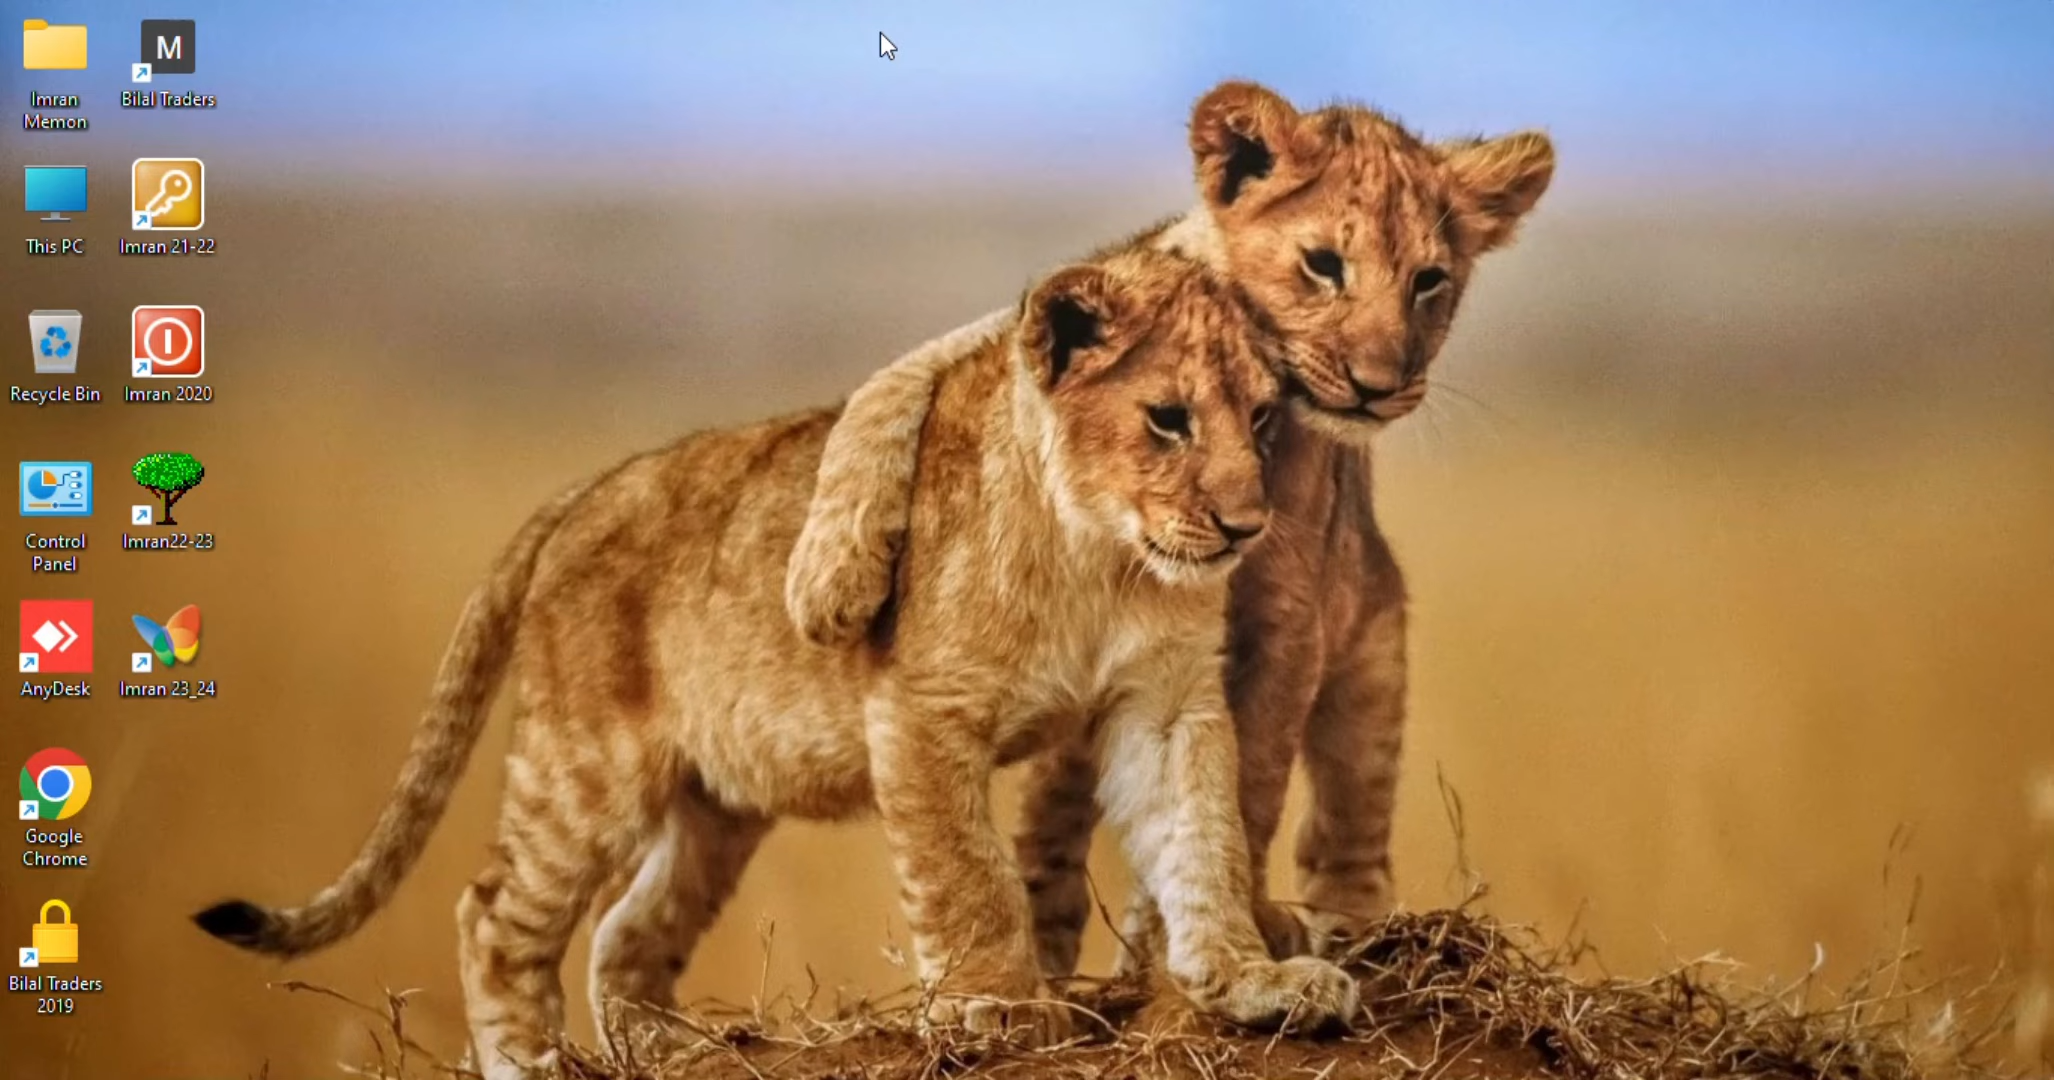 Imran
Memon
M
Bilal Traders
This PC
Imran 21-22
Recycle Bin
Imran 2020
Control
Panel
Imran22-23
AnyDesk
Imran 23_24
Google
Chrome
Bilal Traders
2019